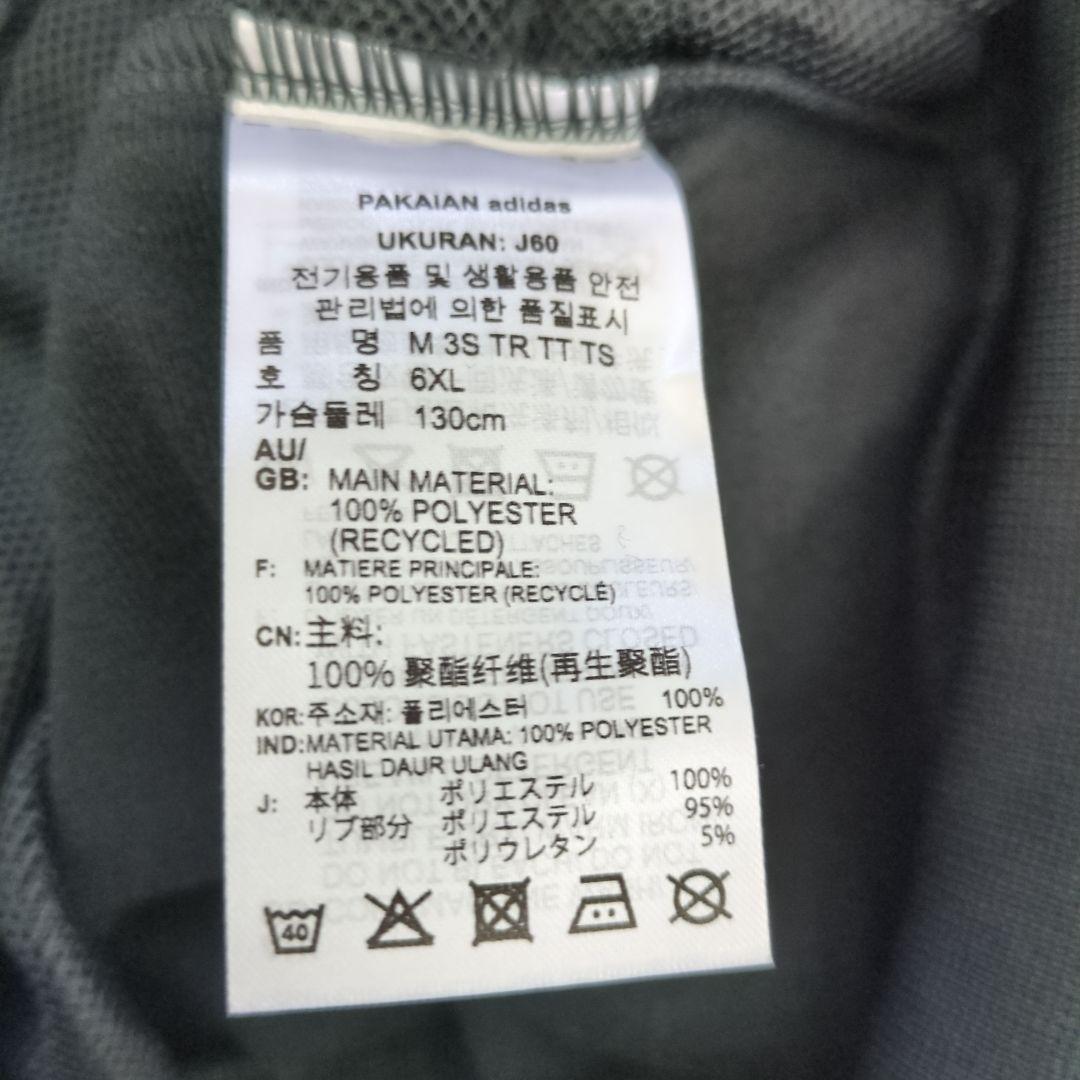 PAKAIAN adidas
UKURAN: J60
전기용품 및 생활용품 안전
관리법에 의한 품질표시
품 명 M 3S TR TT TS
호 칭 6XL
가슴둘레 130cm
AU/
GB: MAIN MATERIAL:
100% POLYESTER
(RECYCLED)
F: MATIERE PRINCIPALE:
100% POLYESTER (RECYCLÉ)
CN: 主料:
100% 聚酯纤维(再生聚酯)
KOR: 주소재: 폴리에스터 100%
IND: MATERIAL UTAMA: 100% POLYESTER
HASIL DAUR ULANG
J: 本体 ポリエステル 100%
リブ部分 ポリエステル 95%
ポリウレタン 5%
40